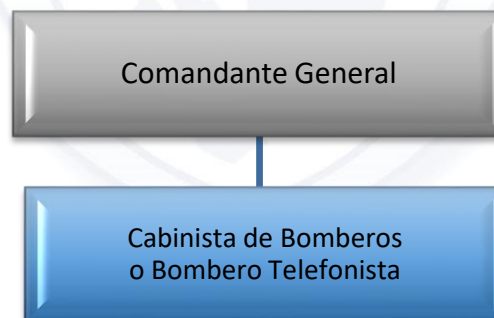 Comandante General
Cabinista de Bomberos
o Bombero Telefonista